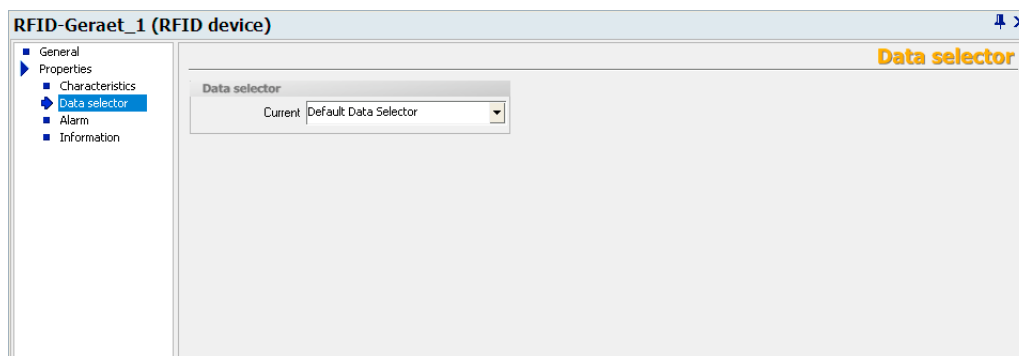 RFID-Geraet_1 (RFID device)
General
Properties
Characteristics
Data selector
Alarm
Information
Data selector
Data selector
Current Default Data Selector